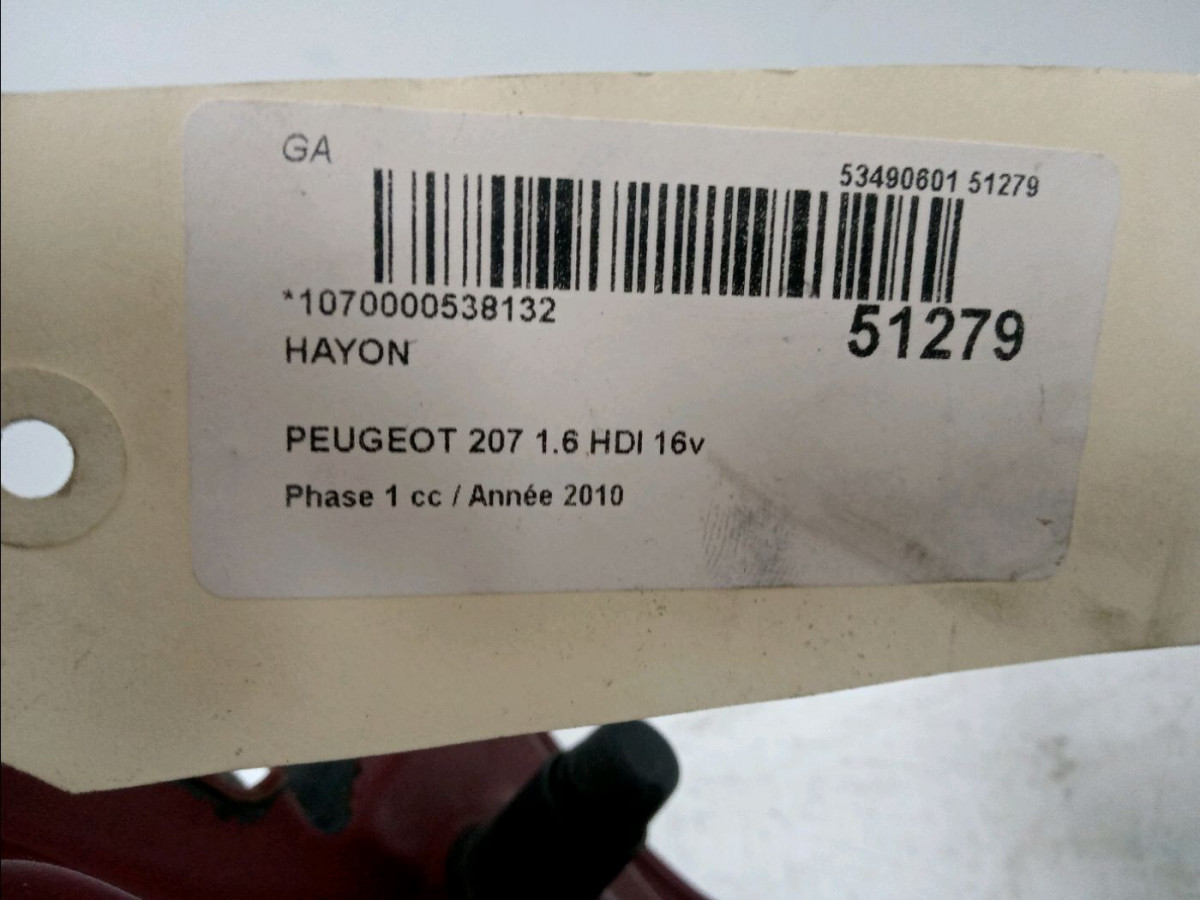 GA
53490601 51279
*1070000538132
51279
HAYON
PEUGEOT 207 1.6 HDI 16v
Phase 1 cc / Année 2010